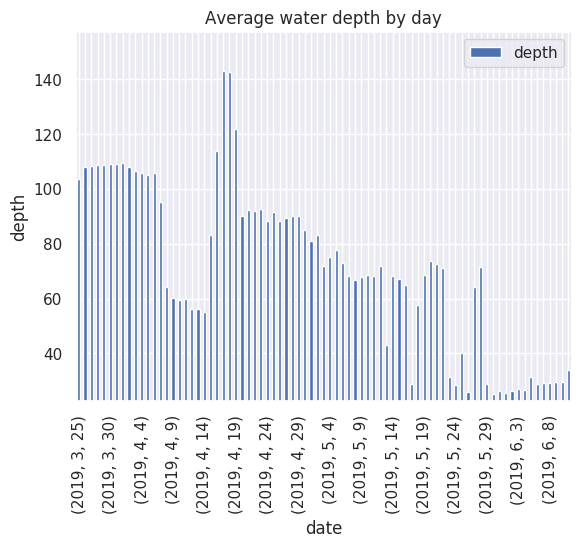 Average water depth by day
depth
140
120
100
80
60
40
depth
(2019, 3, 25)
(2019, 3, 30)
(2019, 4, 4)
(2019, 4, 9)
(2019, 4, 14)
(2019, 4, 19)
(2019, 4, 24)
(2019, 4, 29)
(2019, 5, 4)
(2019, 5, 9)
(2019, 5, 14)
(2019, 5, 19)
(2019, 5, 24)
(2019, 5, 29)
(2019, 6, 3)
(2019, 6, 8)
date